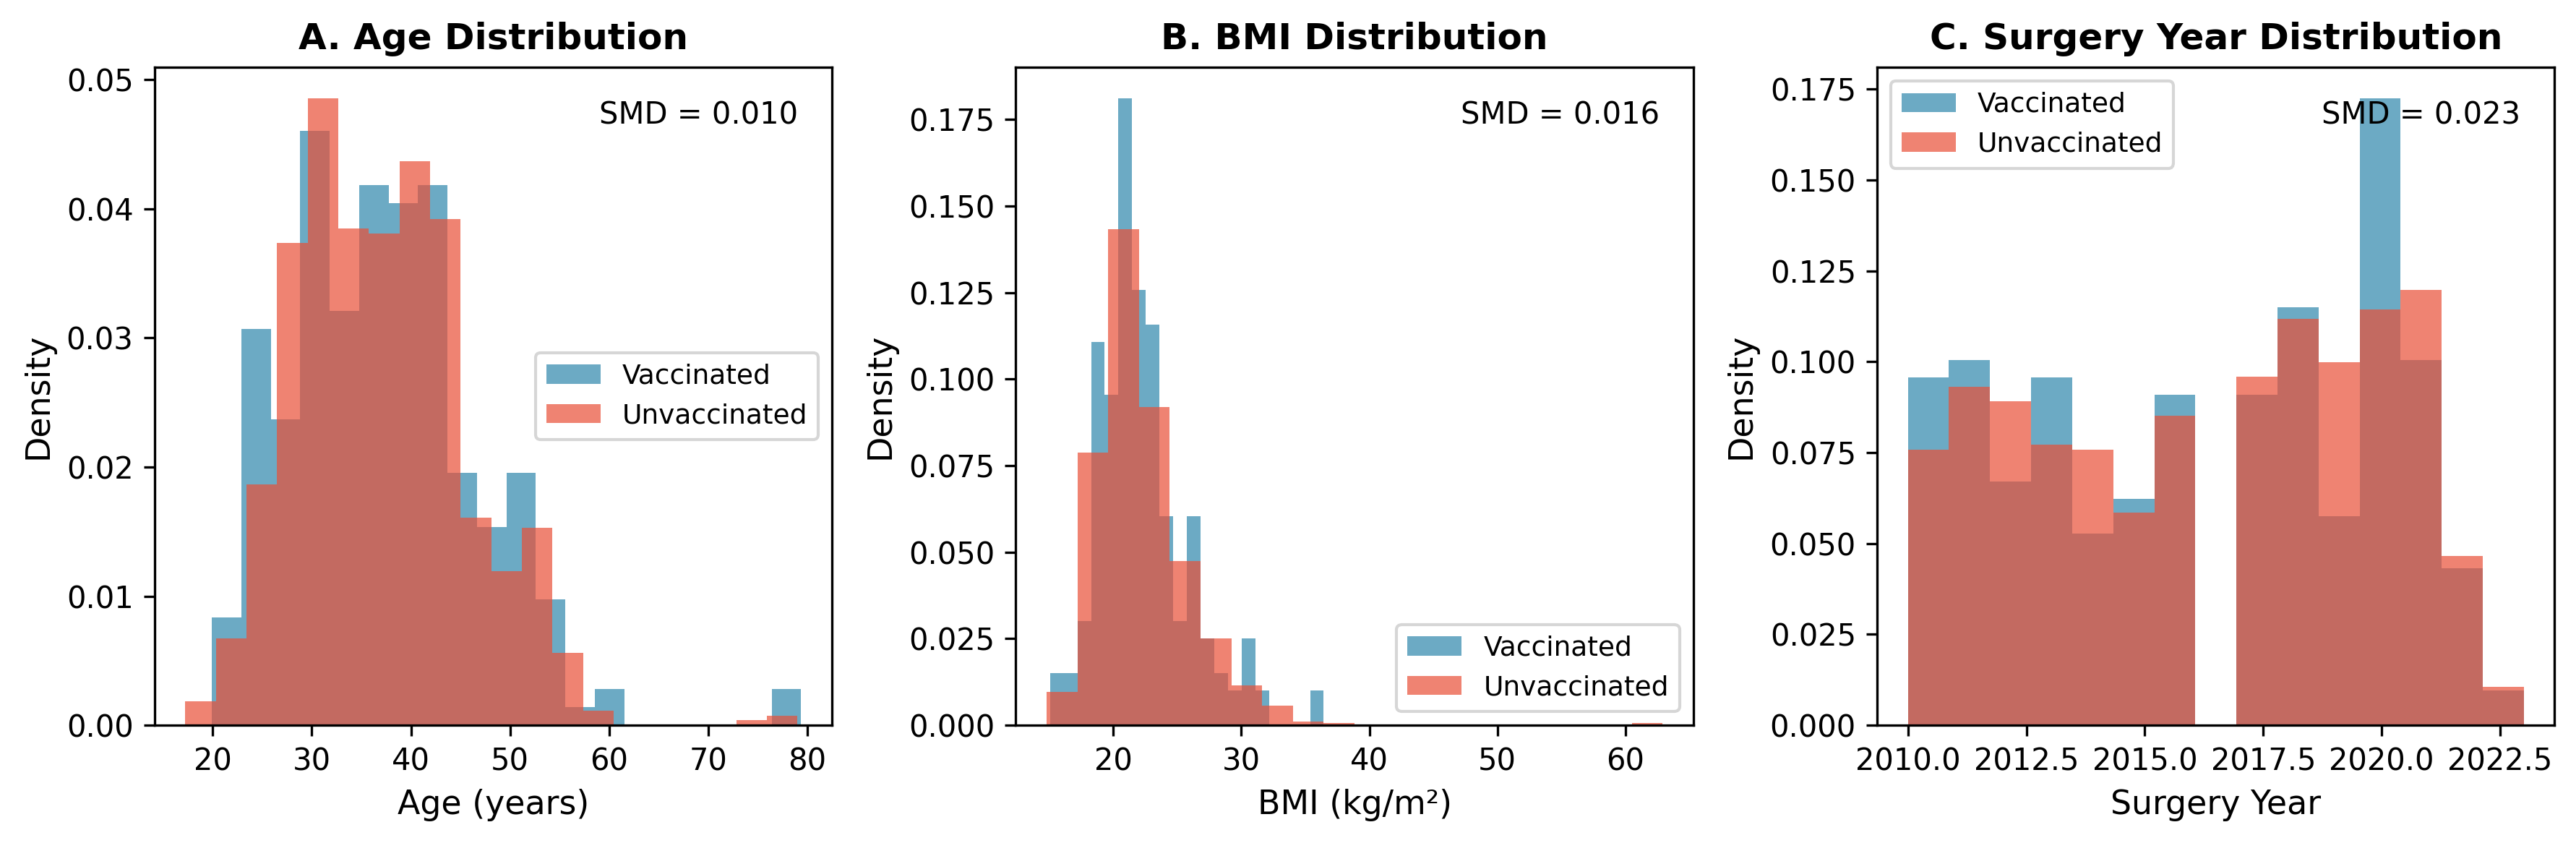 A. Age Distribution
0.05
0.04
0.03
0.02
0.01
0.00
Density
SMD = 0.010
Vaccinated
Unvaccinated
20 30 40 50 60 70 80
Age (years)
B. BMI Distribution
0.175
0.150
0.125
0.100
0.075
0.050
0.025
0.000
Density
SMD = 0.016
Vaccinated
Unvaccinated
20 30 40 50 60
BMI (kg/m²)
C. Surgery Year Distribution
0.175
0.150
0.125
0.100
0.075
0.050
0.025
0.000
Density
Vaccinated
Unvaccinated
SMD = 0.023
2010.0 2012.5 2015.0 2017.5 2020.0 2022.5
Surgery Year